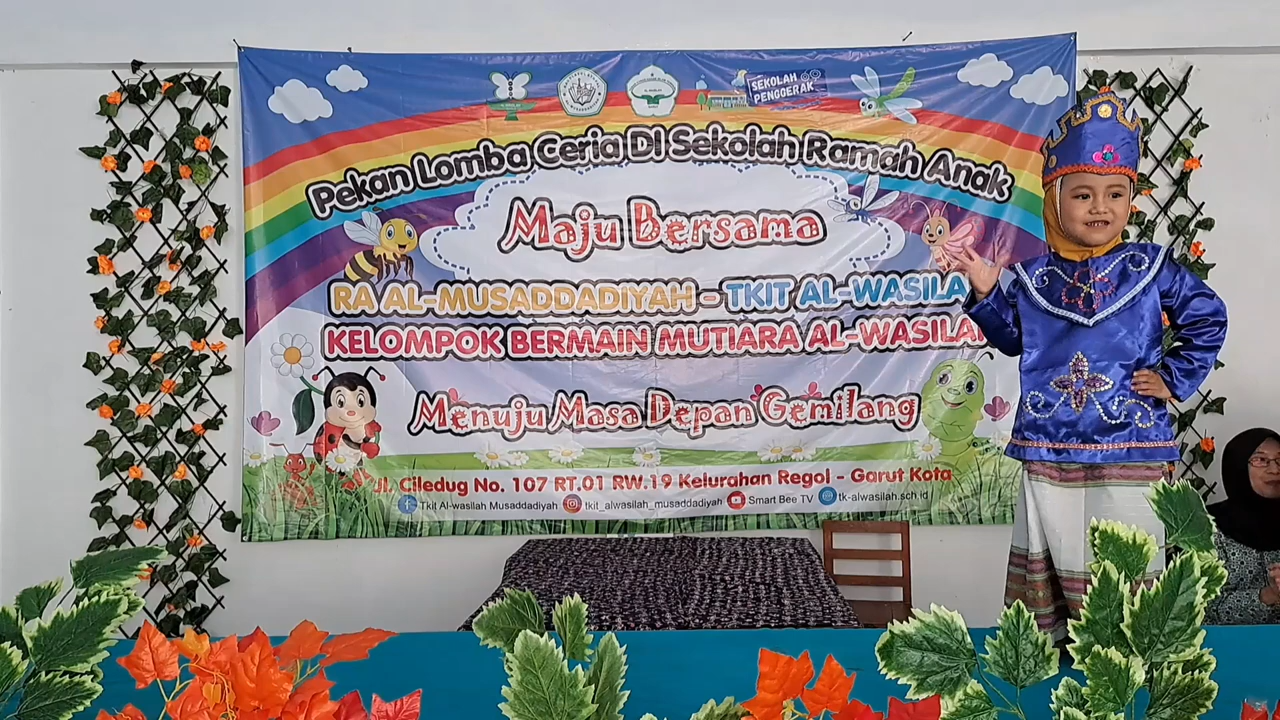 SEKOLAH
PENGGERAK
Pekan Lomba Ceria DI Sekolah Ramah Anak
Maju Bersama
RA AL-MUSADDADIYAH - TKIT AL-WASILA
KELOMPOK BERMAIN MUTIARA AL-WASILAH
Menuju Masa Depan Gemilang
Jl. Ciledug No. 107 RT.01 RW.19 Kelurahan Regol - Garut Kota
Tkit Al-wasilah Musaddadiyah tkit_alwasilah_musaddadiyah Smart Bee TV tk-alwasilah.sch.id